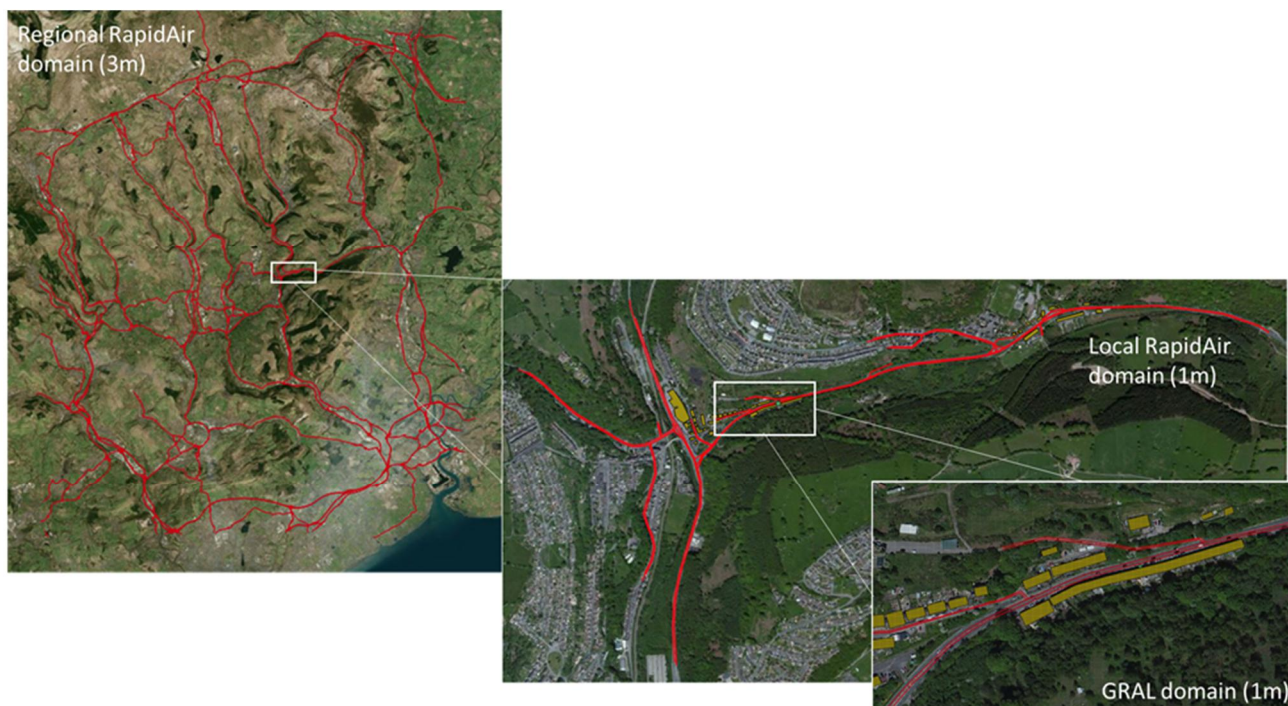 Regional RapidAir
domain (3m)
Local RapidAir
domain (1m)
GRAL domain (1m)